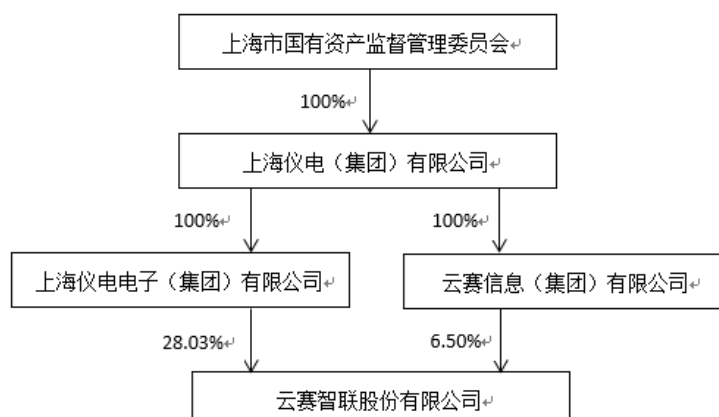 上海市国有资产监督管理委员会
100%
上海仪电（集团）有限公司
100%
100%
上海仪电电子（集团）有限公司
云赛信息（集团）有限公司
28.03%
6.50%
云赛智联股份有限公司